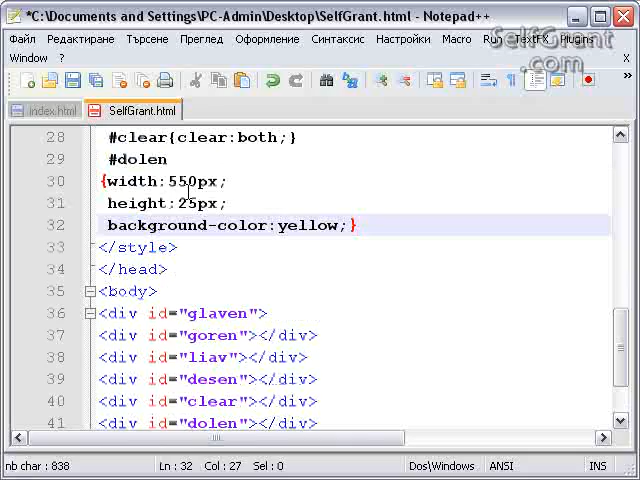 *C:\Documents and Settings\PC-Admin\Desktop\SelfGrant.html - Notepad++
Файл Редактиране Търсене Преглед Оформление Синтаксис Настройки Macro Run TextFX Plugins
Window ? X
SelfGrant
.com
index.html SelfGrant.html
28 #clear{clear:both;}
29 #dolen
30 {width:550px;
31 height:25px;
32 background-color:yellow;}
33 </style>
34 </head>
35 <body>
36 <div id="glaven">
37 <div id="goren"></div>
38 <div id="liav"></div>
39 <div id="desen"></div>
40 <div id="clear"></div>
41 <div id="dolen"></div>
nb char : 838 Ln : 32 Col : 27 Sel : 0 Dos\Windows ANSI INS